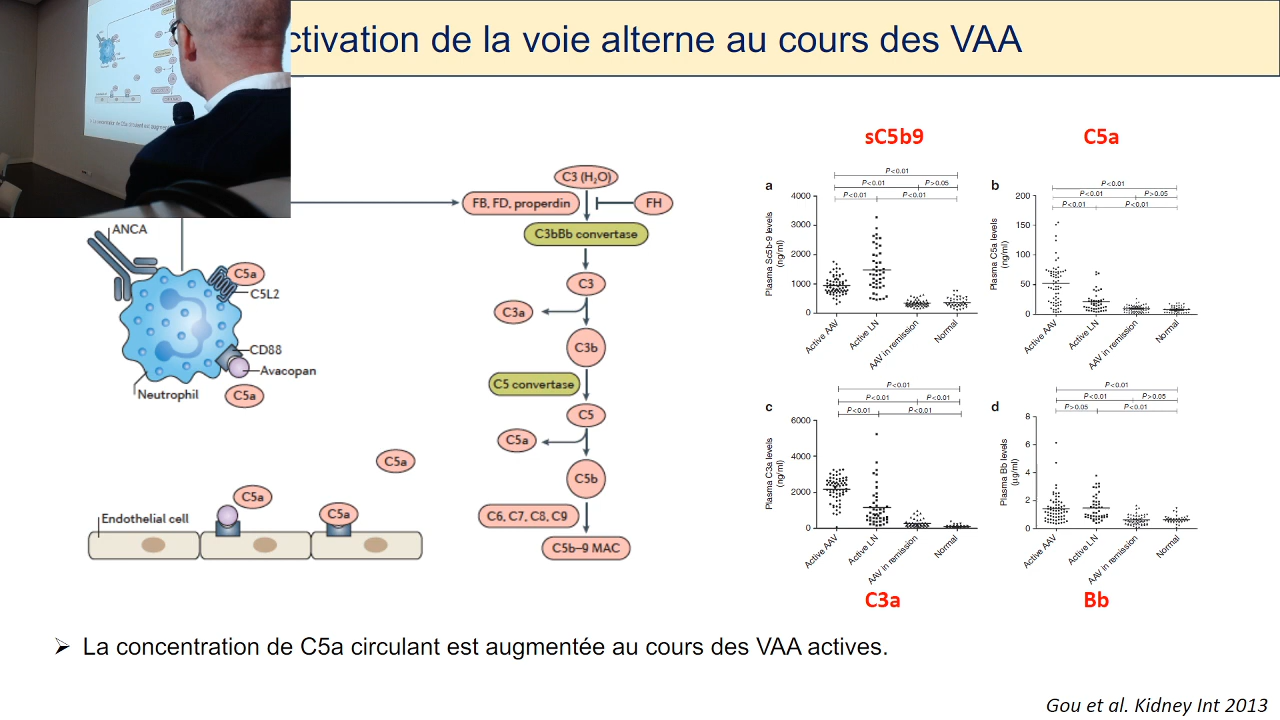 ctivation de la voie alterne au cours des VAA
sC5b9
C5a
C3 (H₂O)
FB, FD, properdin
FH
C3bBb convertase
ANCA
C5a
C5L2
C3
C3a
CD88
Avacopan
C5a
Neutrophil
C3b
C5 convertase
C5
C5a
C5a
C5b
C5a
C5a
C6, C7, C8, C9
Endothelial cell
C5b–9 MAC
a
P<0.01
P<0.01 P>0.05
P<0.01 P<0.01
Plasma Sc5b-9 levels
(ng/ml)
4000
3000
2000
1000
0
Active AAV
Active LN
AAV in remission
Normal
b
P<0.01
P<0.01 P>0.05
P<0.01 P<0.01
Plasma C5a levels
(ng/ml)
200
150
100
50
0
Active AAV
Active LN
AAV in remission
Normal
c
P<0.01
P<0.01 P<0.01
P<0.01 P<0.01
Plasma C3a levels
(ng/ml)
6000
4000
2000
0
Active AAV
Active LN
AAV in remission
Normal
d
P<0.01
P<0.01 P>0.05
P>0.05 P<0.01
Plasma Bb levels
(µg/ml)
8
6
4
2
0
Active AAV
Active LN
AAV in remission
Normal
C3a
Bb
➢ La concentration de C5a circulant est augmentée au cours des VAA actives.
Gou et al. Kidney Int 2013